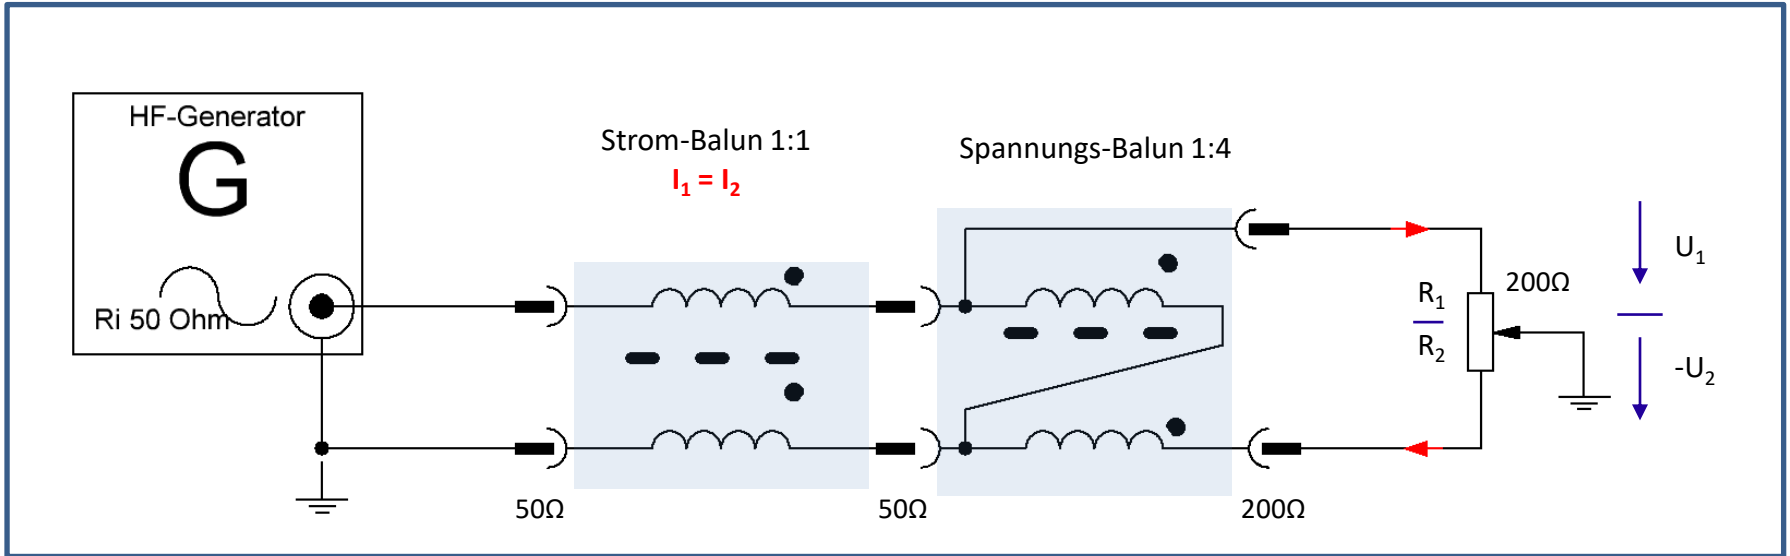 HF-Generator
G
Ri 50 Ohm
Strom-Balun 1:1
I₁ = I₂
Spannungs-Balun 1:4
50Ω
50Ω
200Ω
R₁
R₂
200Ω
U₁
-U₂